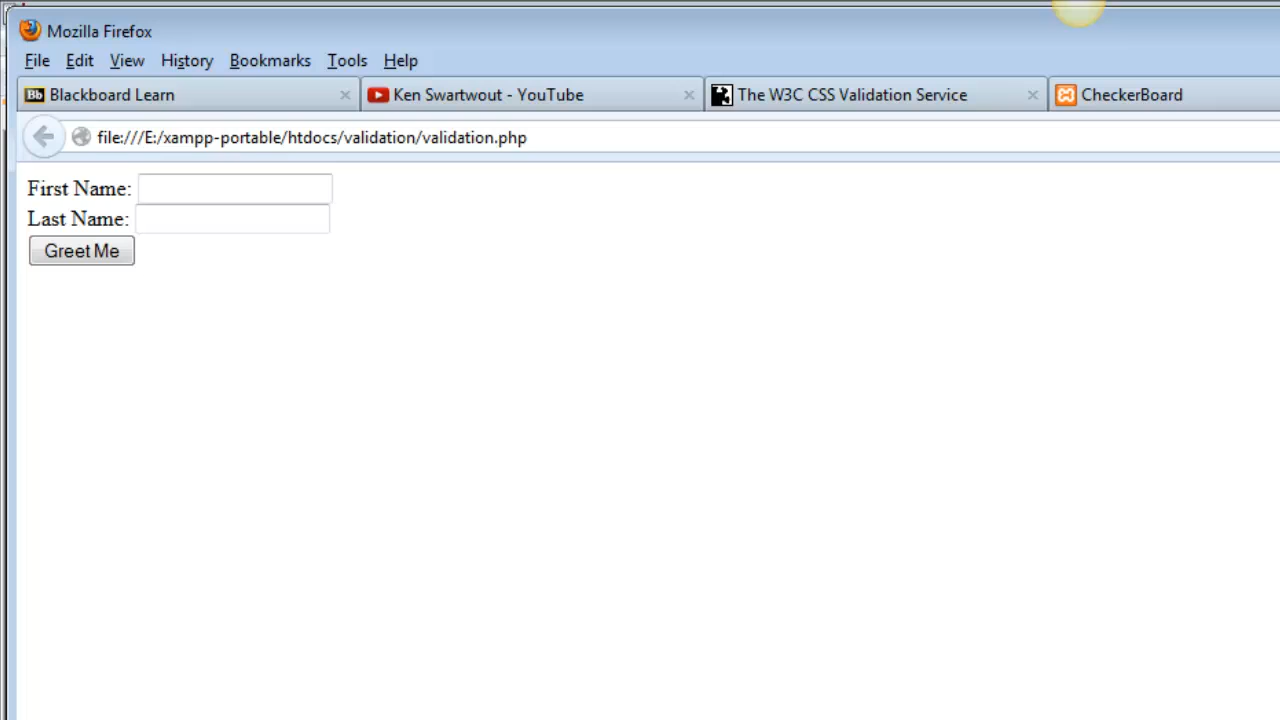 Mozilla Firefox
File Edit View History Bookmarks Tools Help
Bb Blackboard Learn × Ken Swartwout - YouTube × The W3C CSS Validation Service × CheckerBoard
file:///E:/xampp-portable/htdocs/validation/validation.php
First Name:
Last Name:
Greet Me